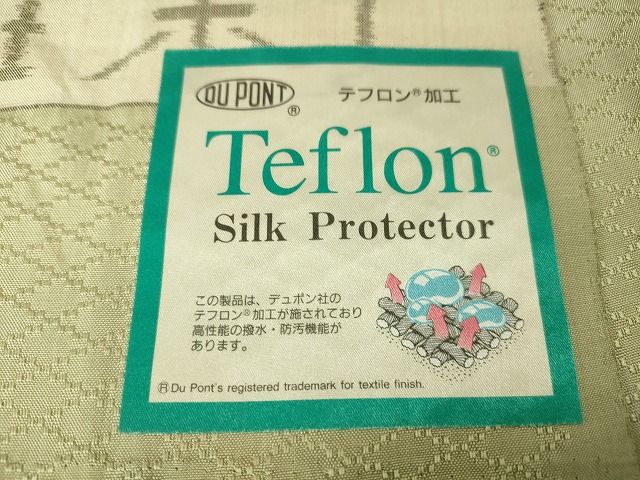 DU PONT®
テフロン®加工
Teflon®
Silk Protector
この製品は、デュポン社の
テフロン®加工が施されており
高性能の撥水・防汚機能が
あります。
®Du Pont's registered trademark for textile finish.